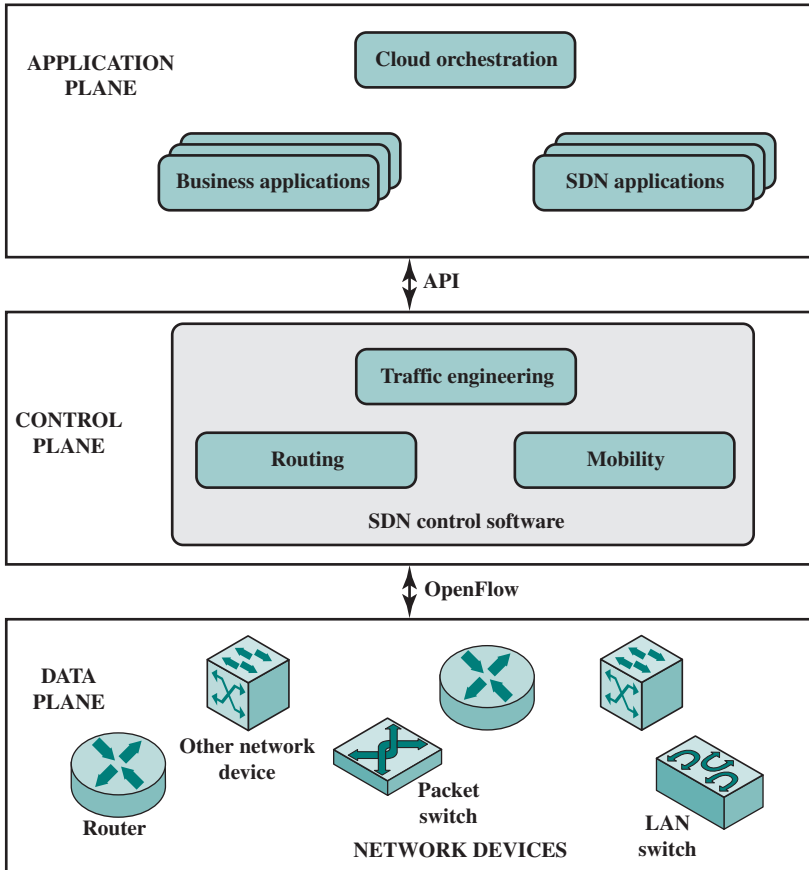 APPLICATION
PLANE
Cloud orchestration
Business applications
SDN applications
API
CONTROL
PLANE
Traffic engineering
Routing
Mobility
SDN control software
OpenFlow
DATA
PLANE
Other network
device
Router
Packet
switch
LAN
switch
NETWORK DEVICES